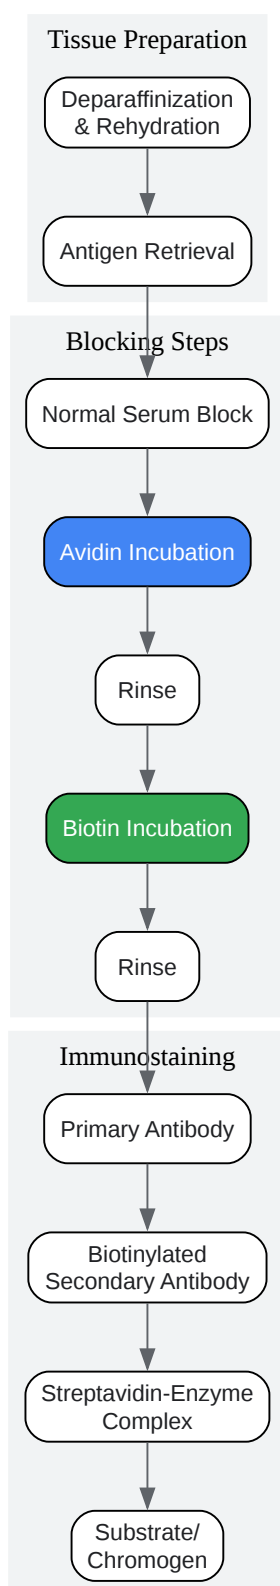 Tissue Preparation
Deparaffinization
& Rehydration
Antigen Retrieval
Blocking Steps
Normal Serum Block
Avidin Incubation
Rinse
Biotin Incubation
Rinse
Immunostaining
Primary Antibody
Biotinylated
Secondary Antibody
Streptavidin-Enzyme
Complex
Substrate/
Chromogen